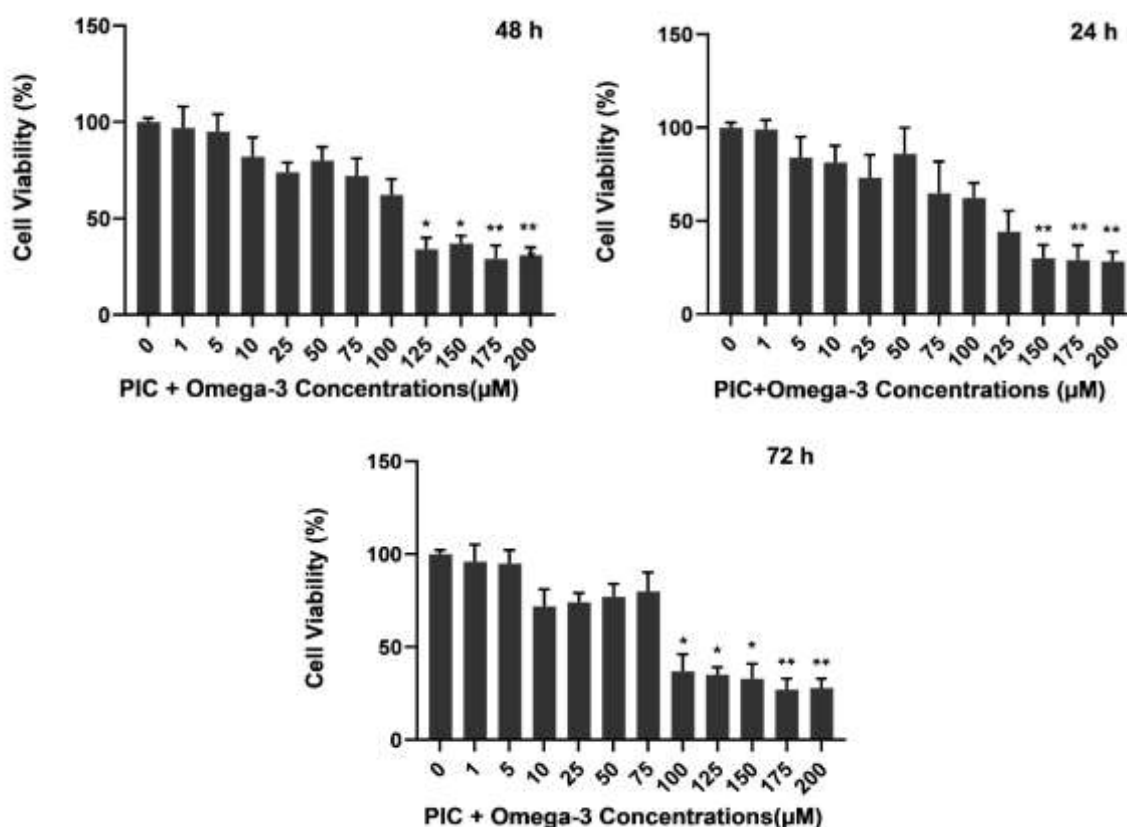 48 h
Cell Viability (%)
150
100
50
0
* * ** **
0 1 5 10 25 50 75 100 125 150 175 200
PIC + Omega-3 Concentrations(µM)
24 h
Cell Viability (%)
150
100
50
0
** ** **
0 1 5 10 25 50 75 100 125 150 175 200
PIC+Omega-3 Concentrations (µM)
72 h
Cell Viability (%)
150
100
50
0
* * * ** **
0 1 5 10 25 50 75 100 125 150 175 200
PIC + Omega-3 Concentrations(µM)